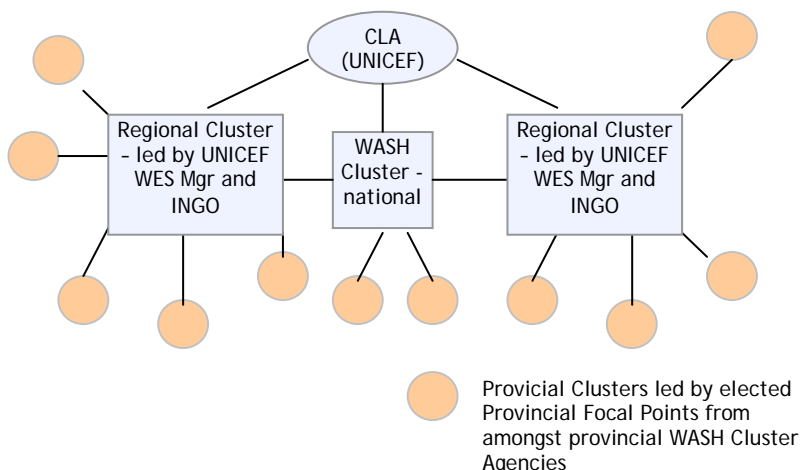 CLA
(UNICEF)
Regional Cluster
- led by UNICEF
WES Mgr and
INGO
WASH
Cluster -
national
Regional Cluster
- led by UNICEF
WES Mgr and
INGO
Provicial Clusters led by elected
Provincial Focal Points from
amongst provincial WASH Cluster
Agencies